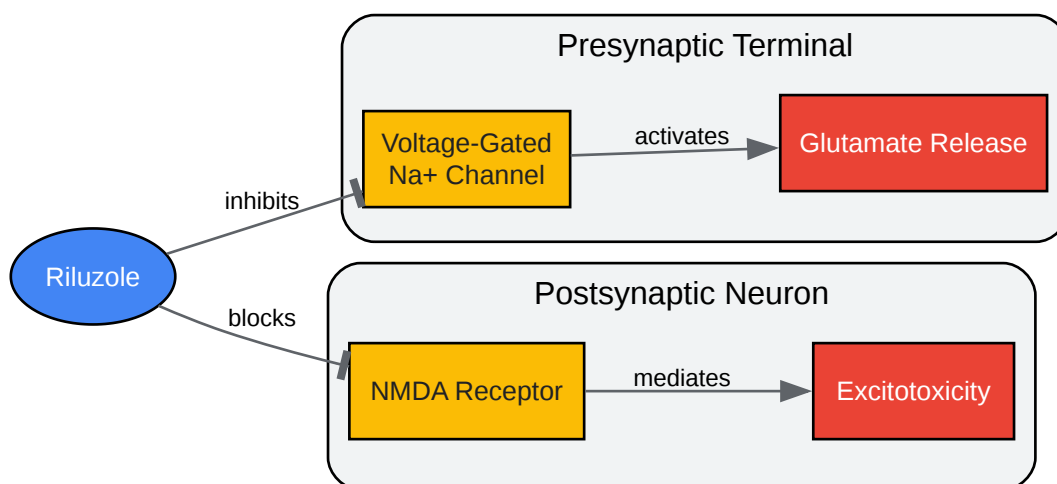 Presynaptic Terminal
Voltage-Gated
Na+ Channel
activates
Glutamate Release
inhibits
Riluzole
blocks
Postsynaptic Neuron
NMDA Receptor
mediates
Excitotoxicity